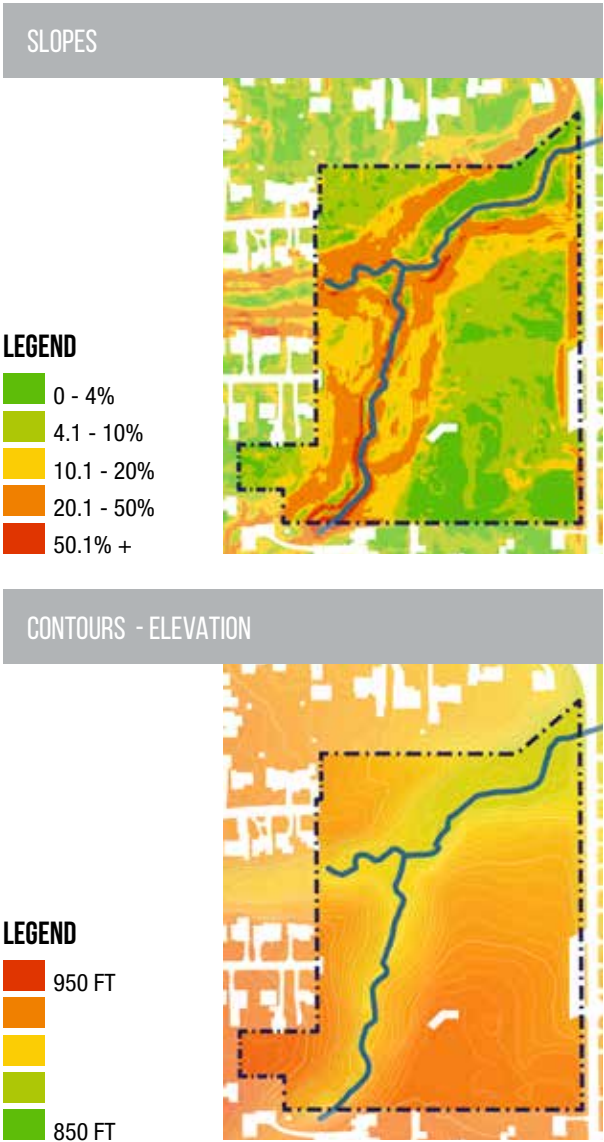 SLOPES
LEGEND
0 - 4%
4.1 - 10%
10.1 - 20%
20.1 - 50%
50.1% +
CONTOURS - ELEVATION
LEGEND
950 FT
850 FT